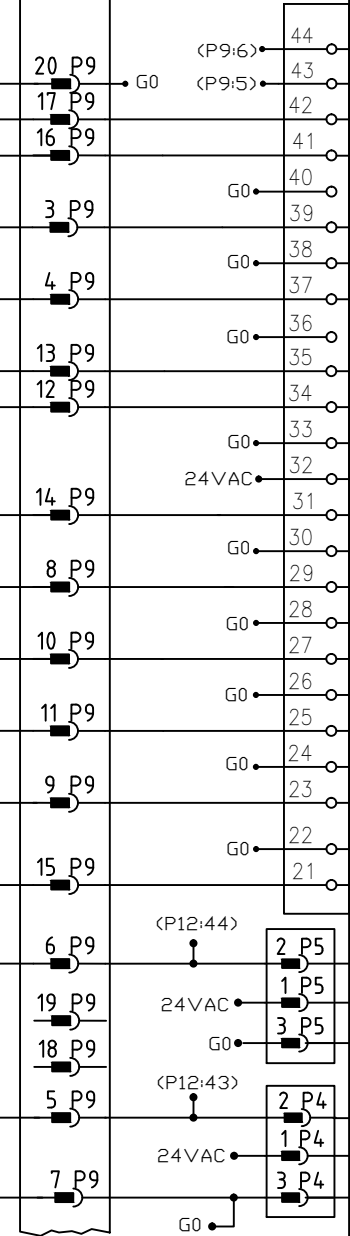 (P9:6) 44
20 P9 G0 (P9:5) 43
17 P9 42
16 P9 41
G0 40
3 P9 39
G0 38
4 P9 37
G0 36
13 P9 35
12 P9 34
G0 33
24VAC 32
14 P9 31
G0 30
8 P9 29
G0 28
10 P9 27
G0 26
11 P9 25
G0 24
9 P9 23
G0 22
15 P9 21
(P12:44)
6 P9 2 P5
24VAC 1 P5
19 P9
G0 3 P5
18 P9
(P12:43)
5 P9 2 P4
24VAC 1 P4
7 P9 3 P4
G0